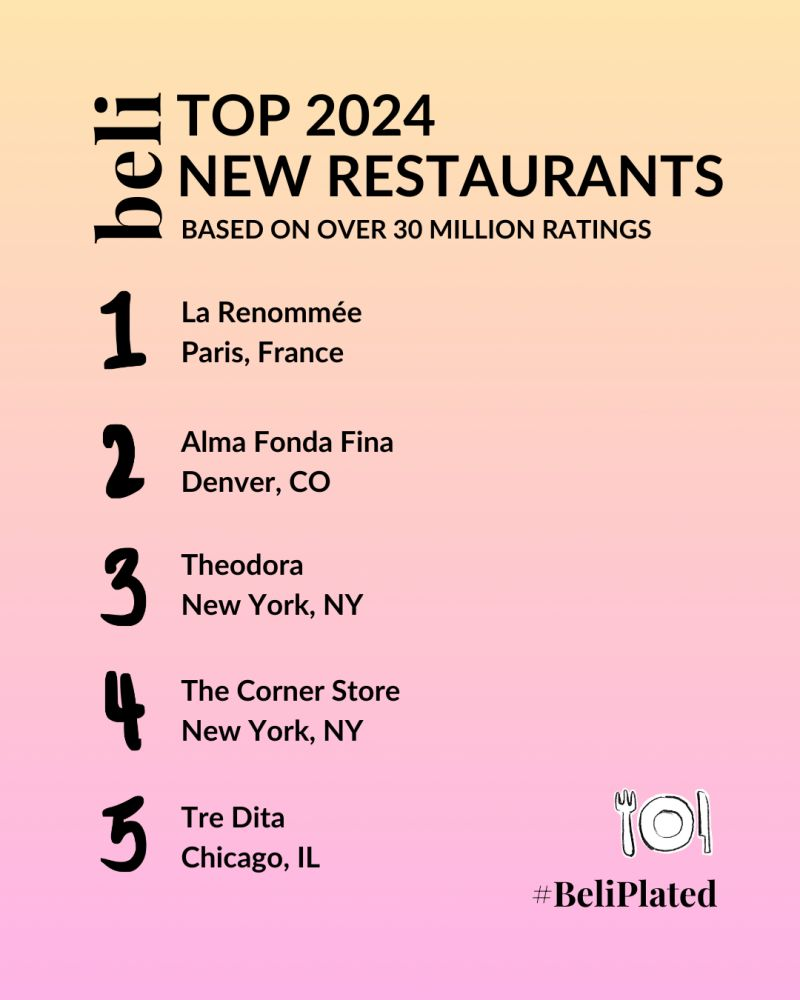 beli
TOP 2024
NEW RESTAURANTS
BASED ON OVER 30 MILLION RATINGS
1
La Renommée
Paris, France
2
Alma Fonda Fina
Denver, CO
3
Theodora
New York, NY
4
The Corner Store
New York, NY
5
Tre Dita
Chicago, IL
#BeliPlated